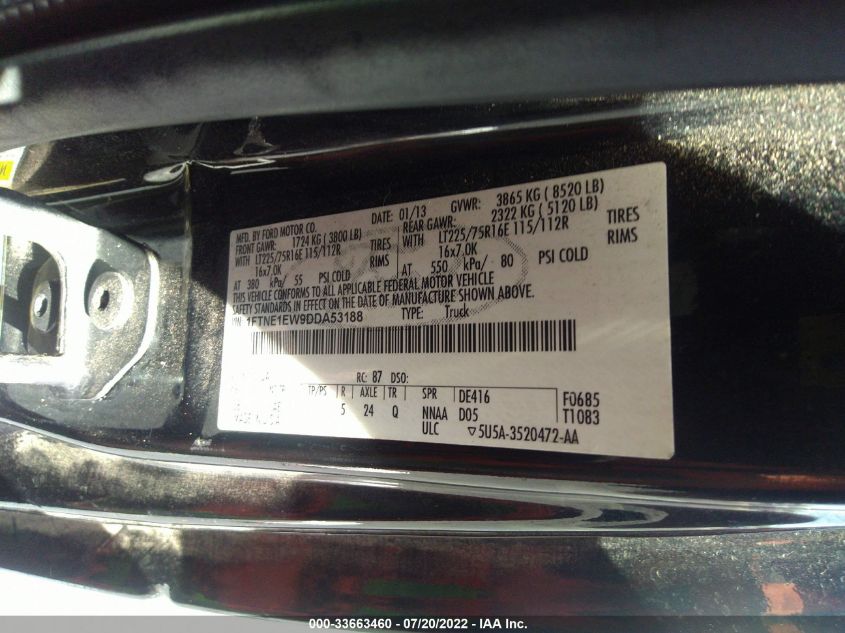 MFD. BY FORD MOTOR CO. DATE: 01/13 GVWR: 3865 KG ( 8520 LB)
FRONT GAWR: 1724 KG ( 3800 LB) REAR GAWR: 2322 KG ( 5120 LB)
WITH LT225/75R16E 115/112R TIRES WITH LT225/75R16E 115/112R TIRES
16x7.0K RIMS 16x7.0K RIMS
AT 380 kPa/ 55 PSI COLD AT 550 kPa/ 80 PSI COLD
THIS VEHICLE CONFORMS TO ALL APPLICABLE FEDERAL MOTOR VEHICLE
SAFETY STANDARDS IN EFFECT ON THE DATE OF MANUFACTURE SHOWN ABOVE.
VIN: 1FTNE1EW9DDA53188 TYPE: Truck
RC: 87 DSO:
TP/PS R AXLE TR SPR DE416 F0685
5 24 Q NNAA D05 T1083
ULC ▽5U5A-3520472-AA
000-33663460 - 07/20/2022 - © IAA Inc.